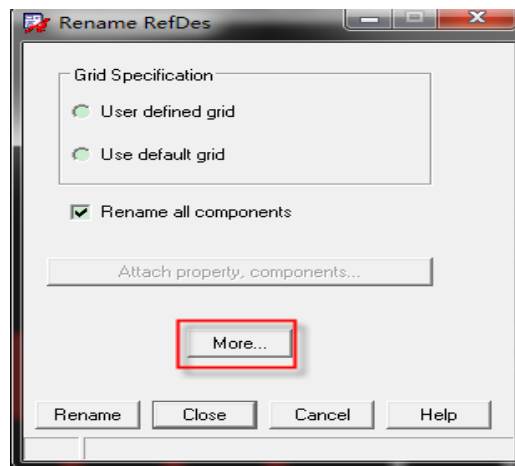 Rename RefDes
Grid Specification
User defined grid
Use default grid
Rename all components
Attach property, components...
More...
Rename Close Cancel Help